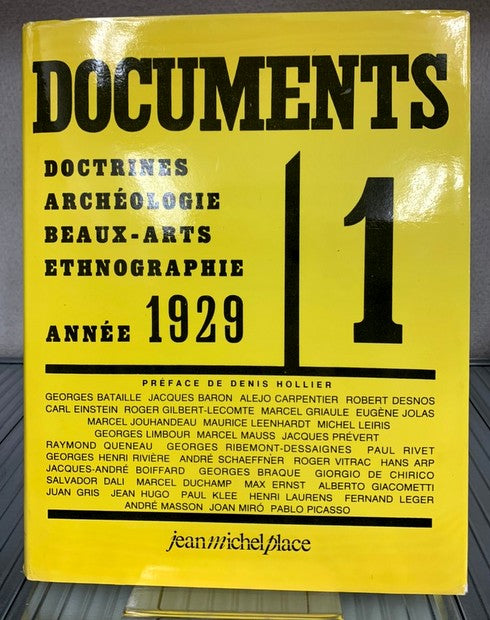 DOCUMENTS
DOCTRINES
ARCHÉOLOGIE
BEAUX-ARTS
ETHNOGRAPHIE
ANNÉE 1929
1
PRÉFACE DE DENIS HOLLIER
GEORGES BATAILLE JACQUES BARON ALEJO CARPENTIER ROBERT DESNOS
CARL EINSTEIN ROGER GILBERT-LECOMTE MARCEL GRIAULE EUGÈNE JOLAS
MARCEL JOUHANDEAU MAURICE LEENHARDT MICHEL LEIRIS
GEORGES LIMBOUR MARCEL MAUSS JACQUES PRÉVERT
RAYMOND QUENEAU GEORGES RIBEMONT-DESSAIGNES PAUL RIVET
GEORGES HENRI RIVIÈRE ANDRÉ SCHAEFFNER ROGER VITRAC HANS ARP
JACQUES-ANDRÉ BOIFFARD GEORGES BRAQUE GIORGIO DE CHIRICO
SALVADOR DALI MARCEL DUCHAMP MAX ERNST ALBERTO GIACOMETTI
JUAN GRIS JEAN HUGO PAUL KLEE HENRI LAURENS FERNAND LEGER
ANDRÉ MASSON JOAN MIRÓ PABLO PICASSO
jeanmichelplace